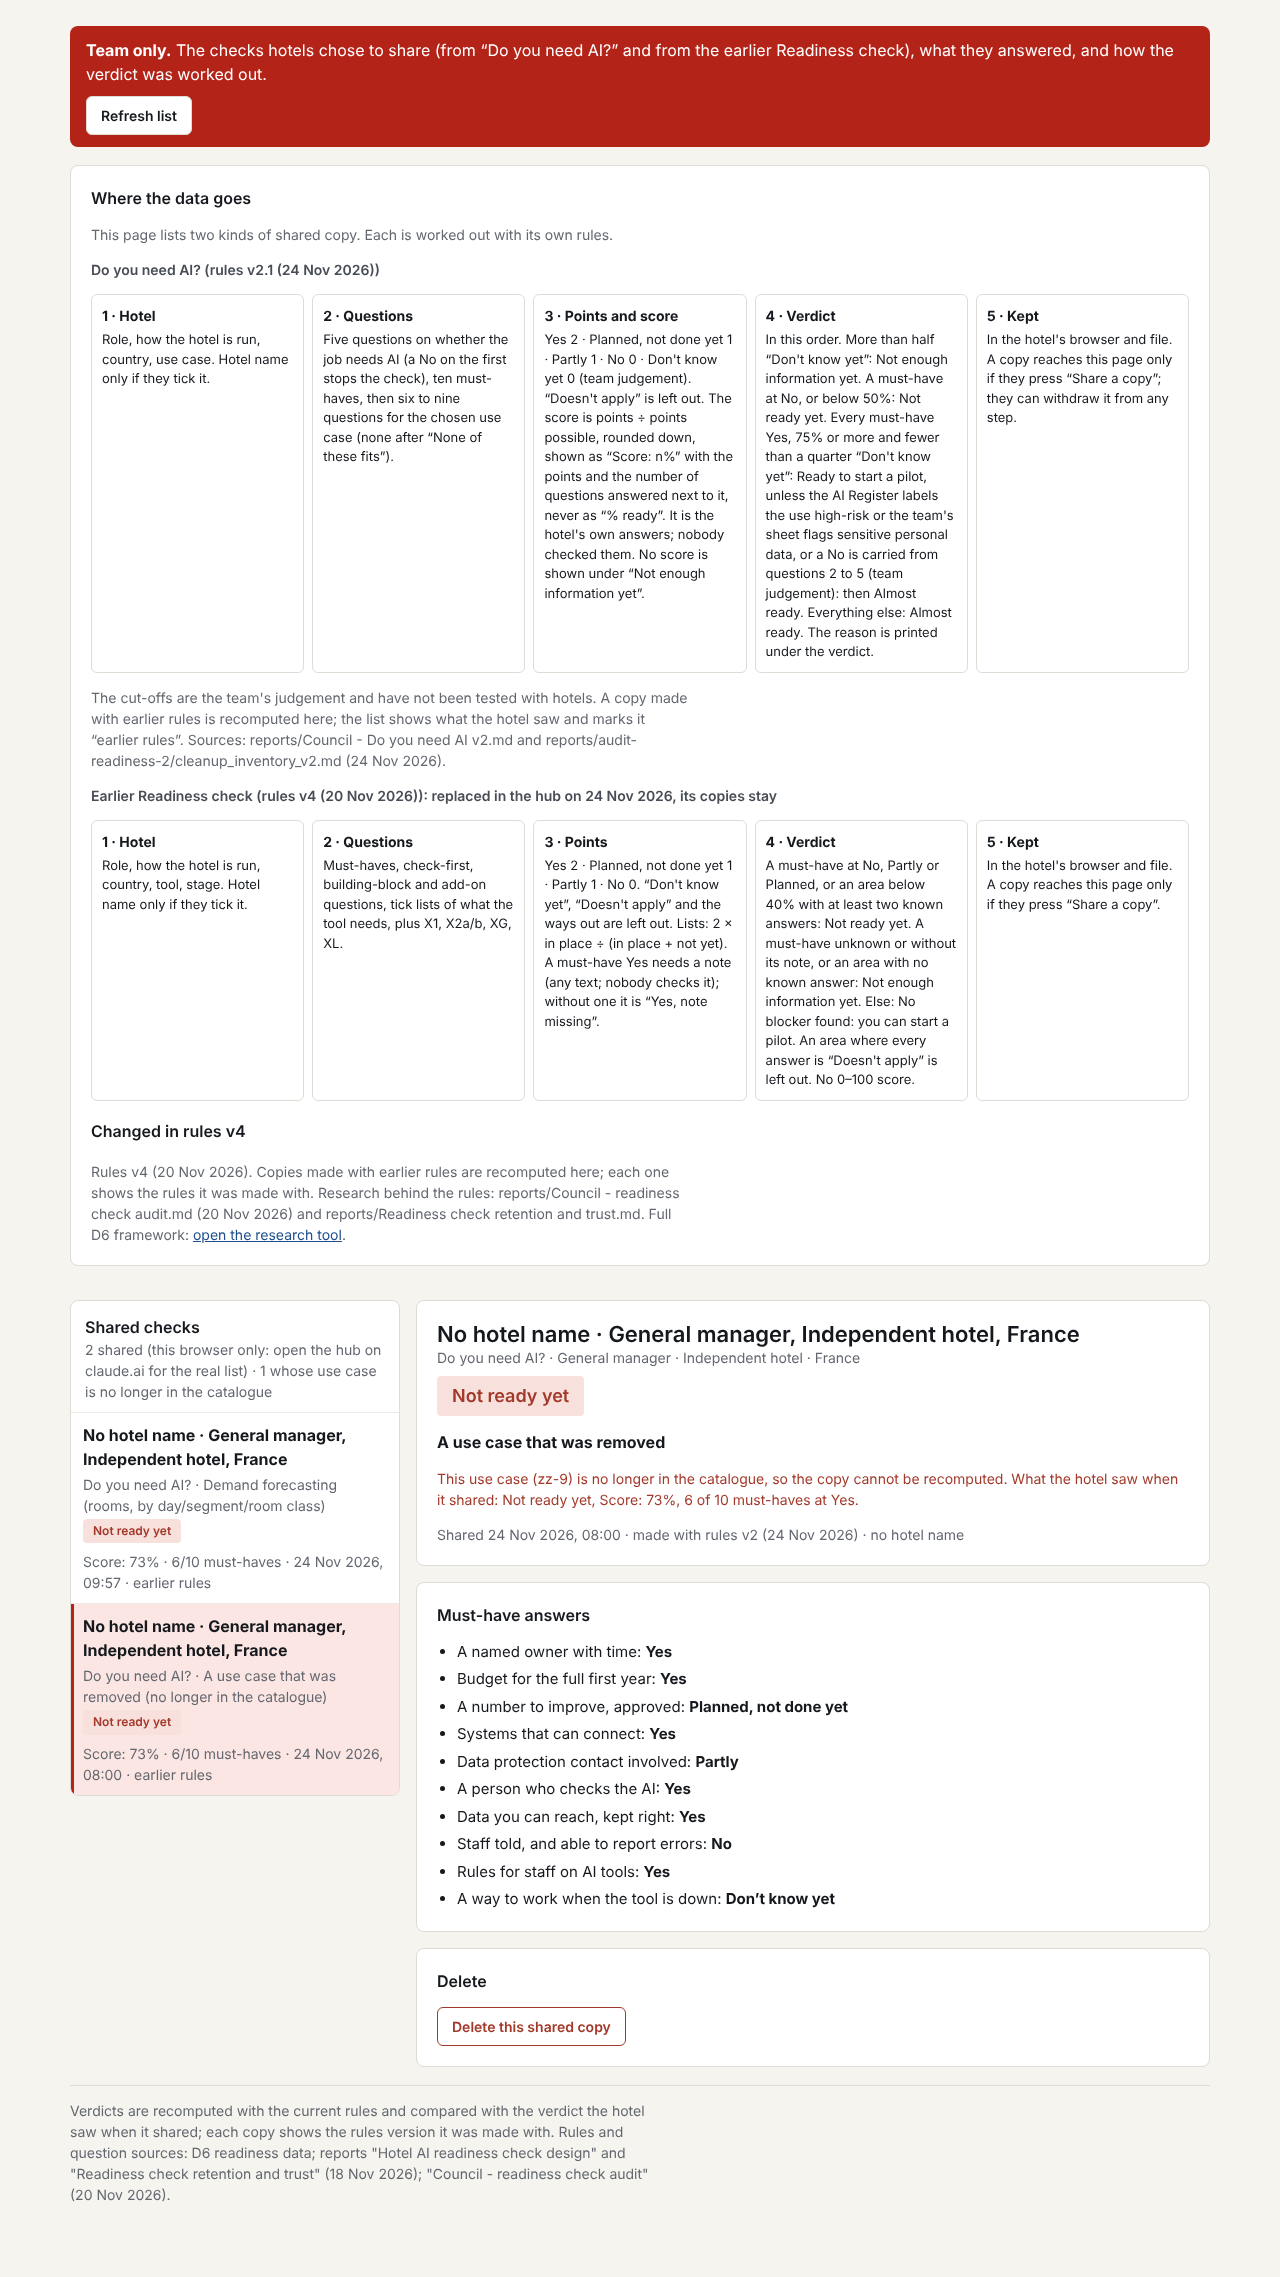 Team only. The checks hotels chose to share (from “Do you need AI?” and from the earlier Readiness check), what they answered, and how the
verdict was worked out.
Refresh list
Where the data goes
This page lists two kinds of shared copy. Each is worked out with its own rules.
Do you need AI? (rules v2.1 (24 Nov 2026))
1 · Hotel
Role, how the hotel is run,
country, use case. Hotel name
only if they tick it.
2 · Questions
Five questions on whether the
job needs AI (a No on the first
stops the check), ten must-
haves, then six to nine
questions for the chosen use
case (none after “None of
these fits”).
3 · Points and score
Yes 2 · Planned, not done yet 1
· Partly 1 · No 0 · Don't know
yet 0 (team judgement).
“Doesn't apply” is left out. The
score is points ÷ points
possible, rounded down,
shown as “Score: n%” with the
points and the number of
questions answered next to it,
never as “% ready”. It is the
hotel's own answers; nobody
checked them. No score is
shown under “Not enough
information yet”.
4 · Verdict
In this order. More than half
“Don't know yet”: Not enough
information yet. A must-have
at No, or below 50%: Not
ready yet. Every must-have
Yes, 75% or more and fewer
than a quarter “Don't know
yet”: Ready to start a pilot,
unless the AI Register labels
the use high-risk or the team's
sheet flags sensitive personal
data, or a No is carried from
questions 2 to 5 (team
judgement): then Almost
ready. Everything else: Almost
ready. The reason is printed
under the verdict.
5 · Kept
In the hotel's browser and file.
A copy reaches this page only
if they press “Share a copy”;
they can withdraw it from any
step.
The cut-offs are the team's judgement and have not been tested with hotels. A copy made
with earlier rules is recomputed here; the list shows what the hotel saw and marks it
“earlier rules”. Sources: reports/Council - Do you need AI v2.md and reports/audit-
readiness-2/cleanup_inventory_v2.md (24 Nov 2026).
Earlier Readiness check (rules v4 (20 Nov 2026)): replaced in the hub on 24 Nov 2026, its copies stay
1 · Hotel
Role, how the hotel is run,
country, tool, stage. Hotel
name only if they tick it.
2 · Questions
Must-haves, check-first,
building-block and add-on
questions, tick lists of what the
tool needs, plus X1, X2a/b, XG,
XL.
3 · Points
Yes 2 · Planned, not done yet 1
· Partly 1 · No 0. “Don't know
yet”, “Doesn't apply” and the
ways out are left out. Lists: 2 ×
in place ÷ (in place + not yet).
A must-have Yes needs a note
(any text; nobody checks it);
without one it is “Yes, note
missing”.
4 · Verdict
A must-have at No, Partly or
Planned, or an area below
40% with at least two known
answers: Not ready yet. A
must-have unknown or without
its note, or an area with no
known answer: Not enough
information yet. Else: No
blocker found: you can start a
pilot. An area where every
answer is “Doesn't apply” is
left out. No 0–100 score.
5 · Kept
In the hotel's browser and file.
A copy reaches this page only
if they press “Share a copy”.
Changed in rules v4
Rules v4 (20 Nov 2026). Copies made with earlier rules are recomputed here; each one
shows the rules it was made with. Research behind the rules: reports/Council - readiness
check audit.md (20 Nov 2026) and reports/Readiness check retention and trust.md. Full
D6 framework: open the research tool.
Shared checks
2 shared (this browser only: open the hub on
claude.ai for the real list) · 1 whose use case
is no longer in the catalogue
No hotel name · General manager,
Independent hotel, France
Do you need AI? · Demand forecasting
(rooms, by day/segment/room class)
Not ready yet
Score: 73% · 6/10 must-haves · 24 Nov 2026,
09:57 · earlier rules
No hotel name · General manager,
Independent hotel, France
Do you need AI? · A use case that was
removed (no longer in the catalogue)
Not ready yet
Score: 73% · 6/10 must-haves · 24 Nov 2026,
08:00 · earlier rules
No hotel name · General manager, Independent hotel, France
Do you need AI? · General manager · Independent hotel · France
Not ready yet
A use case that was removed
This use case (zz-9) is no longer in the catalogue, so the copy cannot be recomputed. What the hotel saw when
it shared: Not ready yet, Score: 73%, 6 of 10 must-haves at Yes.
Shared 24 Nov 2026, 08:00 · made with rules v2 (24 Nov 2026) · no hotel name
Must-have answers
• A named owner with time: Yes
• Budget for the full first year: Yes
• A number to improve, approved: Planned, not done yet
• Systems that can connect: Yes
• Data protection contact involved: Partly
• A person who checks the AI: Yes
• Data you can reach, kept right: Yes
• Staff told, and able to report errors: No
• Rules for staff on AI tools: Yes
• A way to work when the tool is down: Don’t know yet
Delete
Delete this shared copy
Verdicts are recomputed with the current rules and compared with the verdict the hotel
saw when it shared; each copy shows the rules version it was made with. Rules and
question sources: D6 readiness data; reports "Hotel AI readiness check design" and
"Readiness check retention and trust" (18 Nov 2026); "Council - readiness check audit"
(20 Nov 2026).